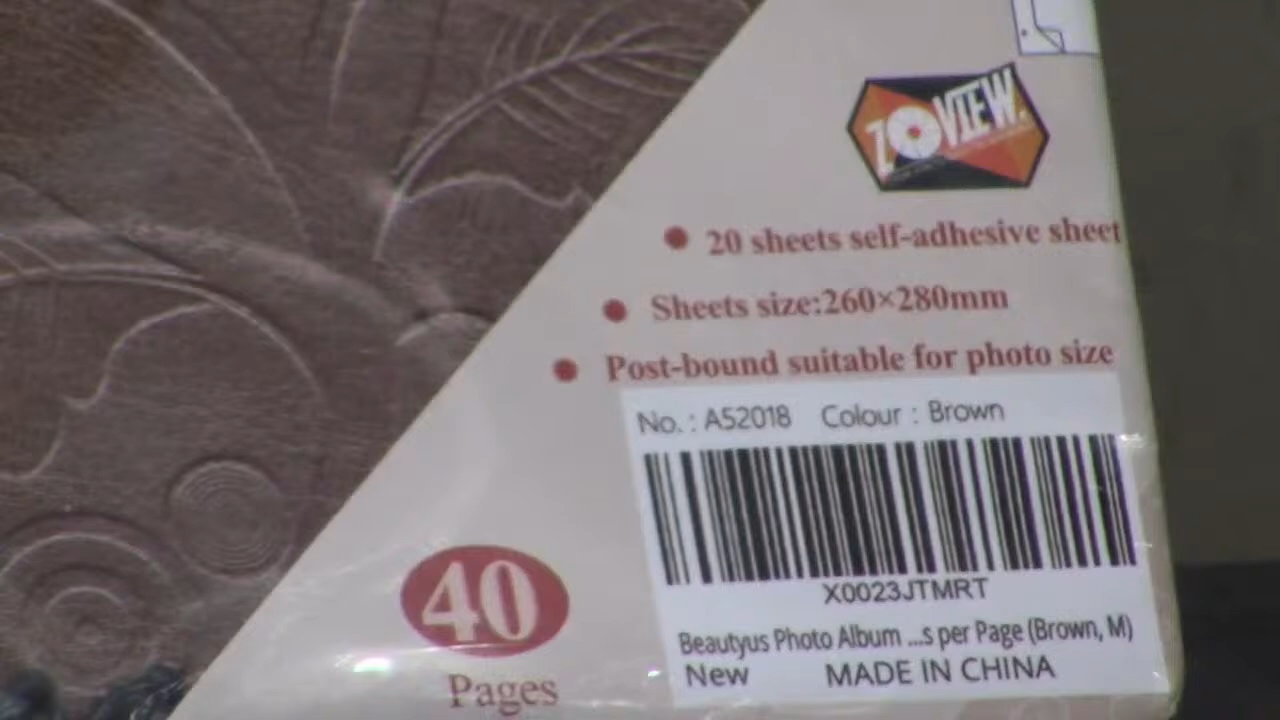 ZOVIEW.
20 sheets self-adhesive sheet
Sheets size:260×280mm
Post-bound suitable for photo size
No. : A52018 Colour : Brown
X0023JTMRT
Beautyus Photo Album ...s per Page (Brown, M)
New MADE IN CHINA
40
Pages